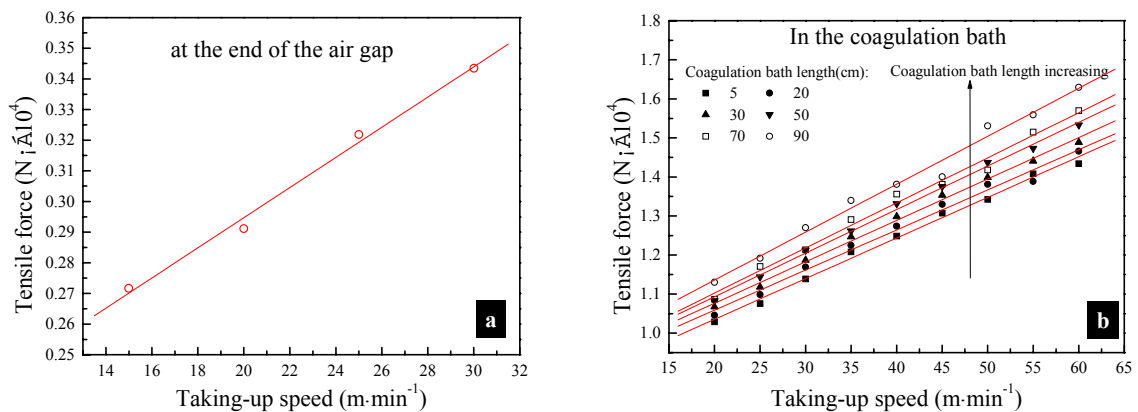 at the end of the air gap
0.36
0.35
0.34
0.33
0.32
0.31
0.30
0.29
0.28
0.27
0.26
0.25
Tensile force (N¡Á10⁴)
14 16 18 20 22 24 26 28 30 32
Taking-up speed (m·min⁻¹)
a
In the coagulation bath
Coagulation bath length(cm):
5 20
30 50
70 90
Coagulation bath length increasing
1.8
1.7
1.6
1.5
1.4
1.3
1.2
1.1
1.0
Tensile force (N¡Á10⁴)
15 20 25 30 35 40 45 50 55 60 65
Taking-up speed (m·min⁻¹)
b